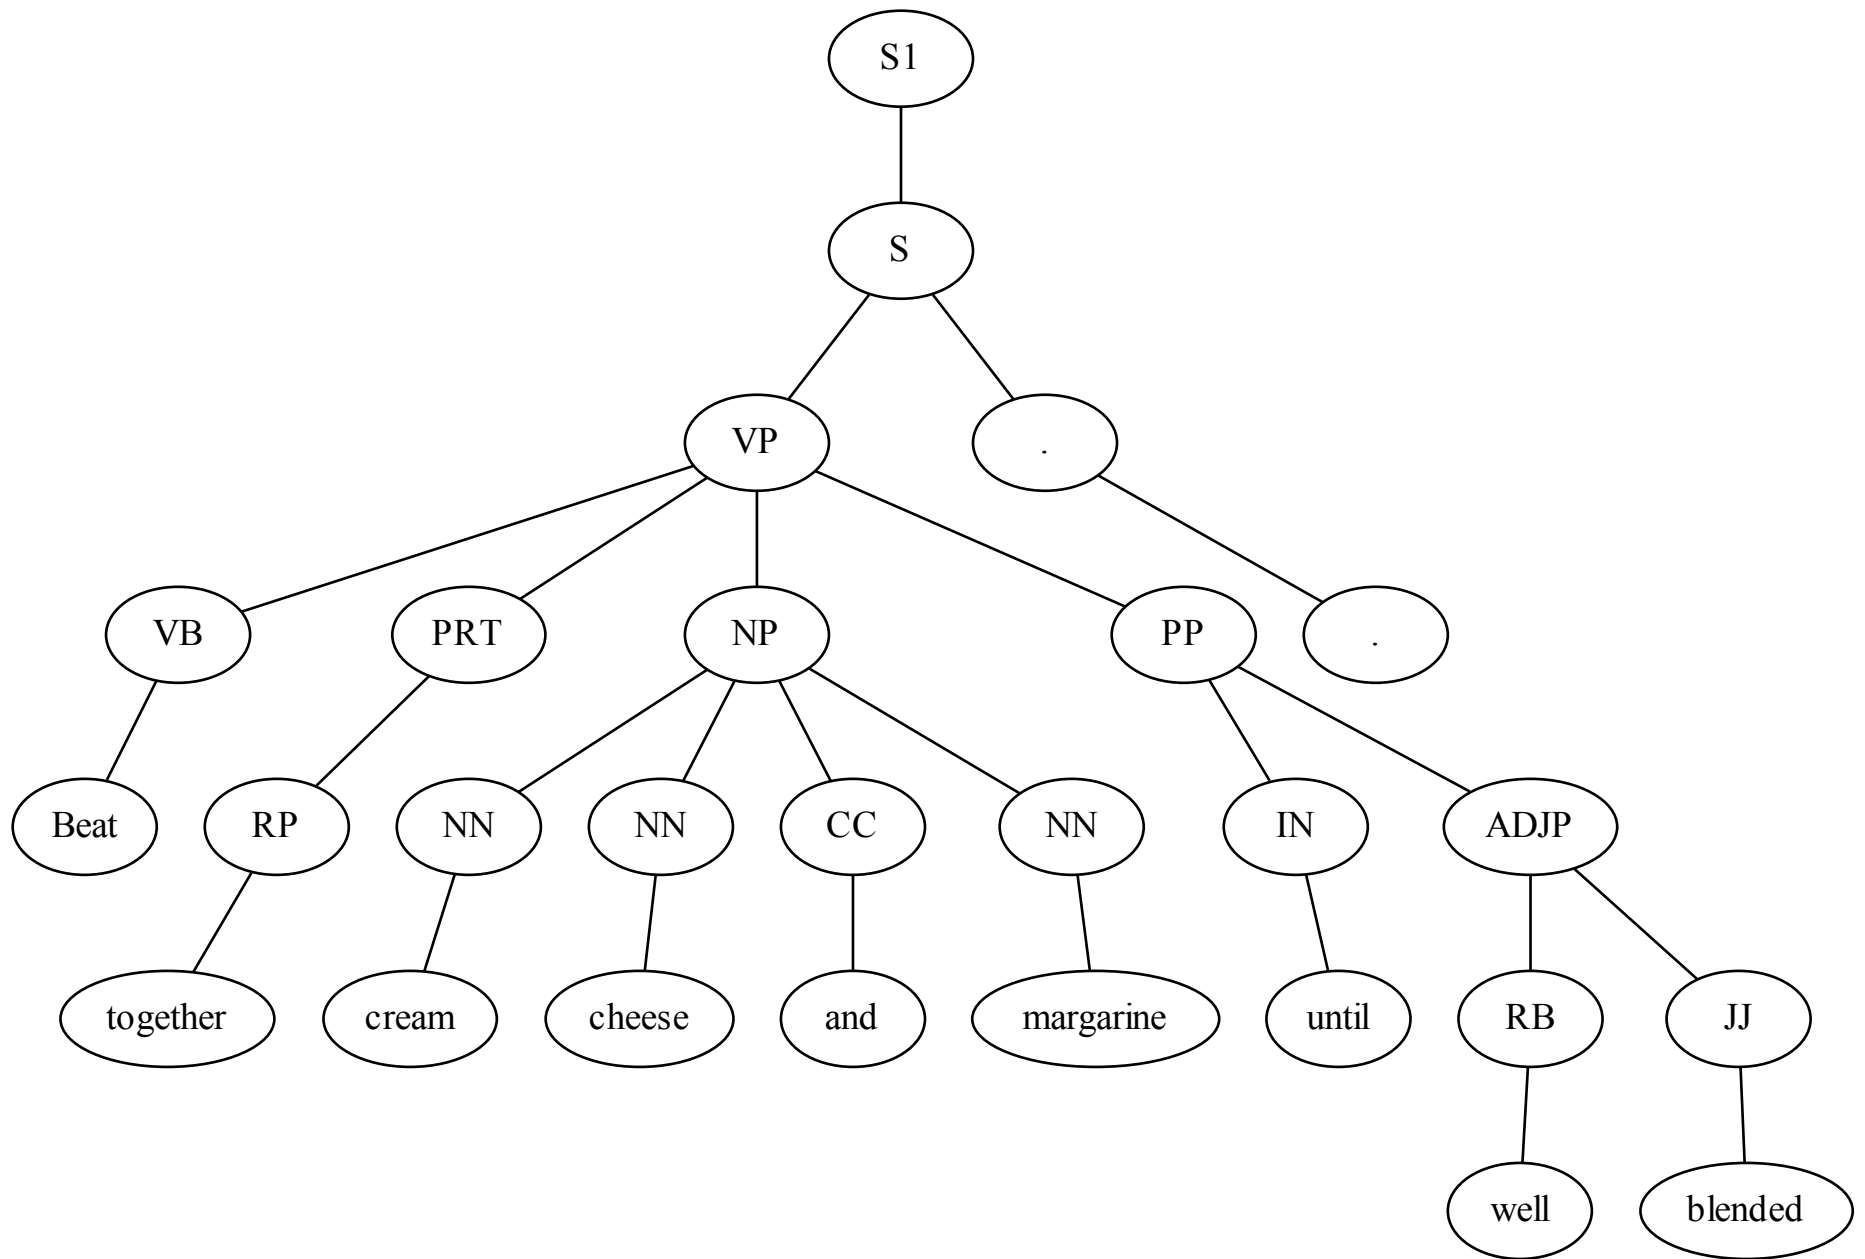 S1
S
VP .
VB PRT NP PP .
Beat RP NN NN CC NN IN ADJP
together cream cheese and margarine until RB JJ
well blended